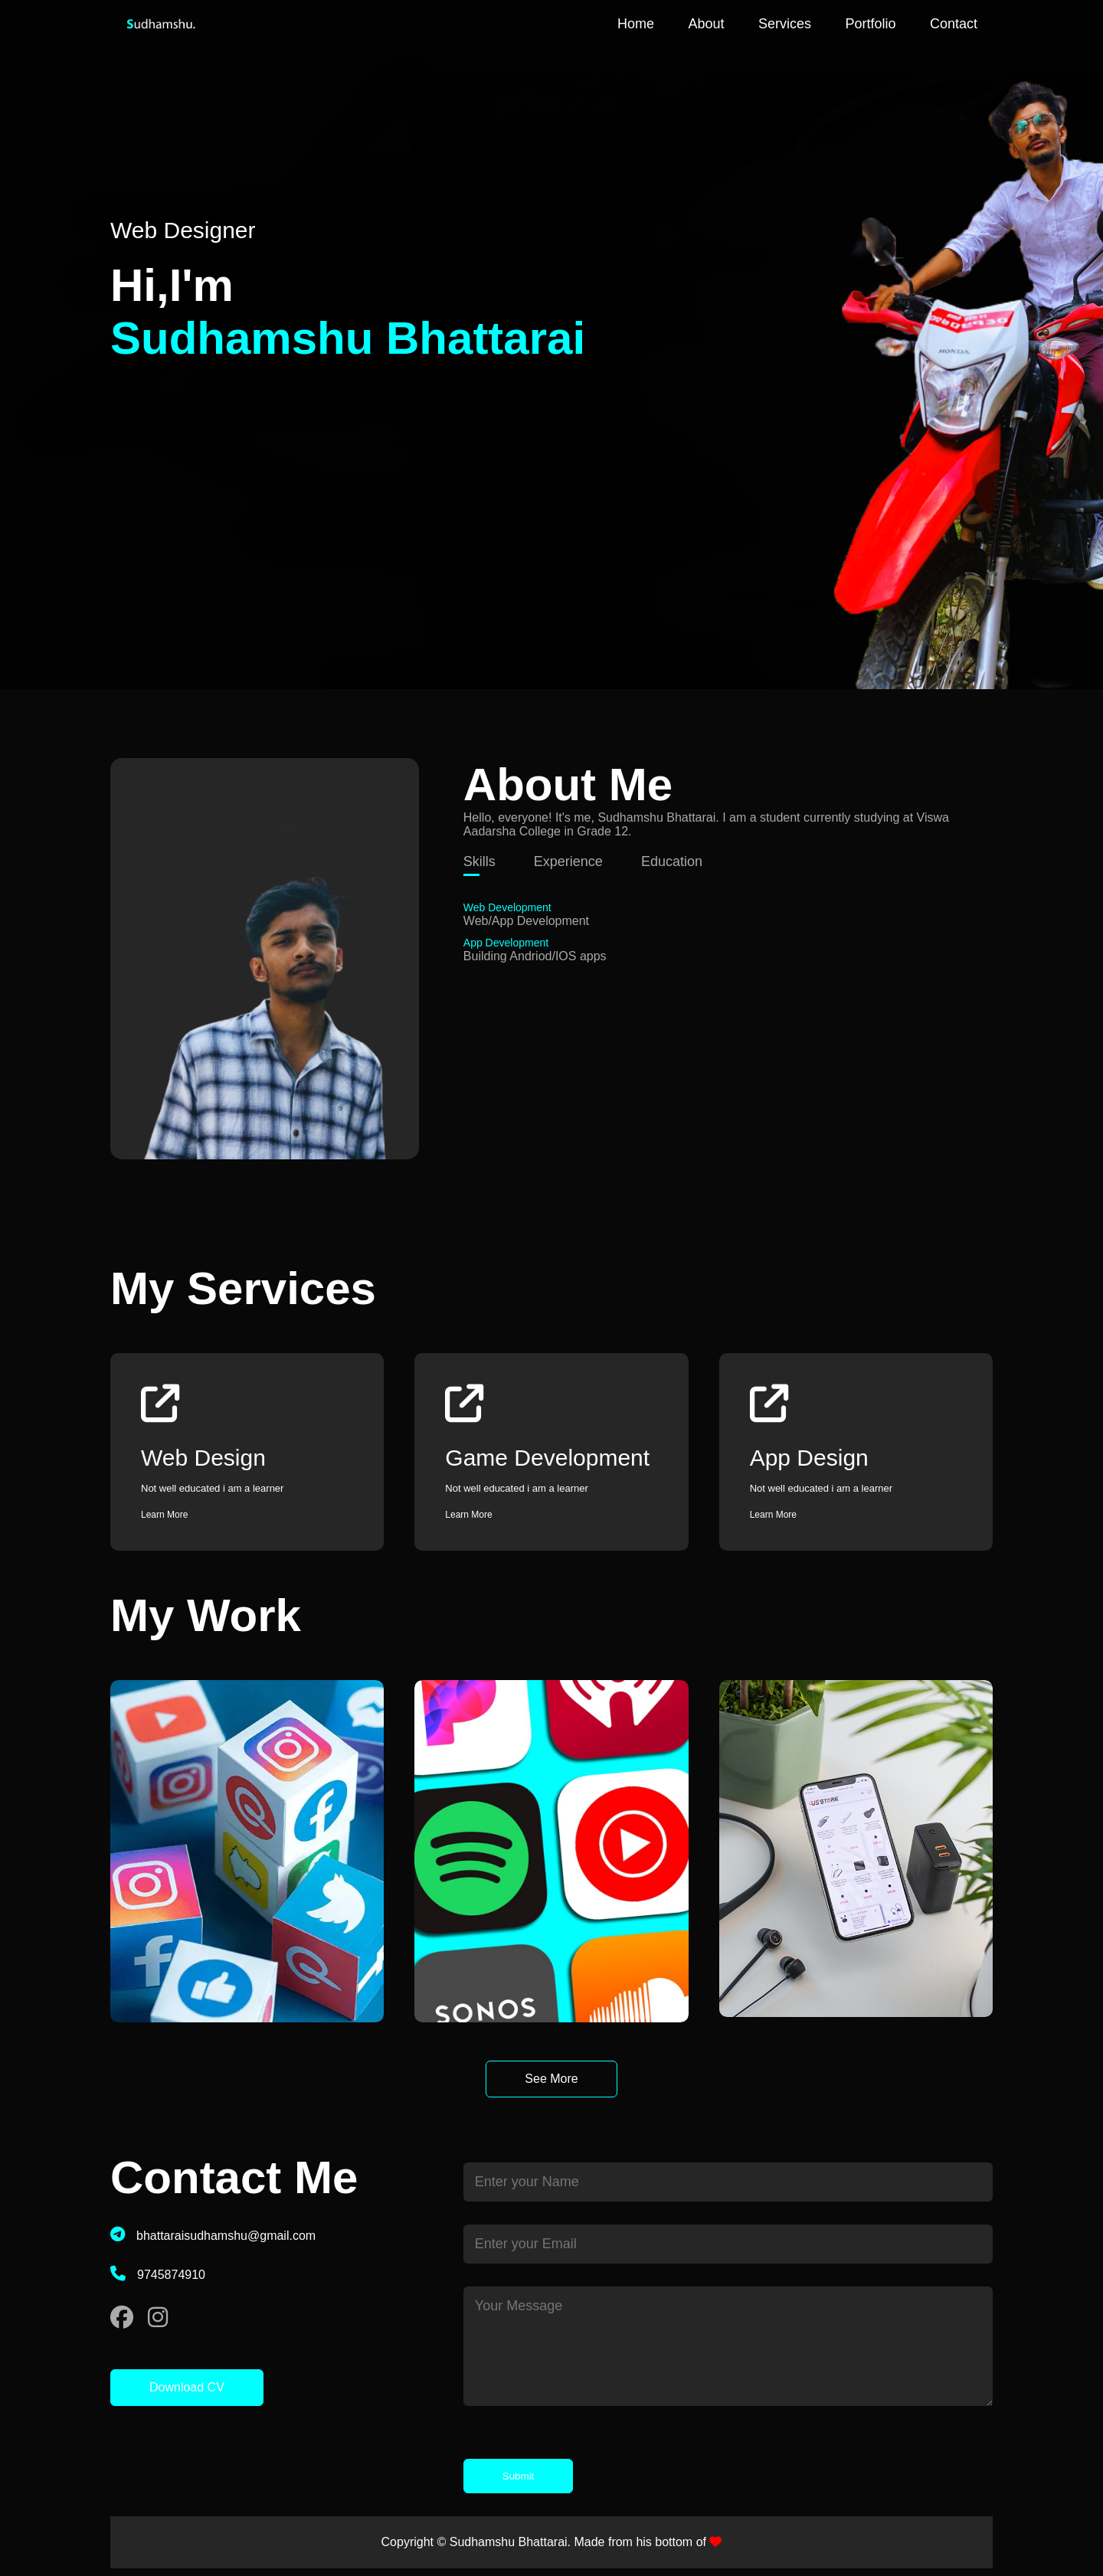 Sudhamshu.
Home About Services Portfolio Contact
Web Designer
Hi,I'm
Sudhamshu Bhattarai
HONDA
About Me
Hello, everyone! It's me, Sudhamshu Bhattarai. I am a student currently studying at Viswa
Aadarsha College in Grade 12.
Skills Experience Education
Web Development
Web/App Development
App Development
Building Andriod/IOS apps
My Services
Web Design
Not well educated i am a learner
Learn More
Game Development
Not well educated i am a learner
Learn More
App Design
Not well educated i am a learner
Learn More
My Work
SONOS
See More
Contact Me
bhattaraisudhamshu@gmail.com
9745874910
Download CV
Enter your Name
Enter your Email
Your Message
Submit
Copyright © Sudhamshu Bhattarai. Made from his bottom of